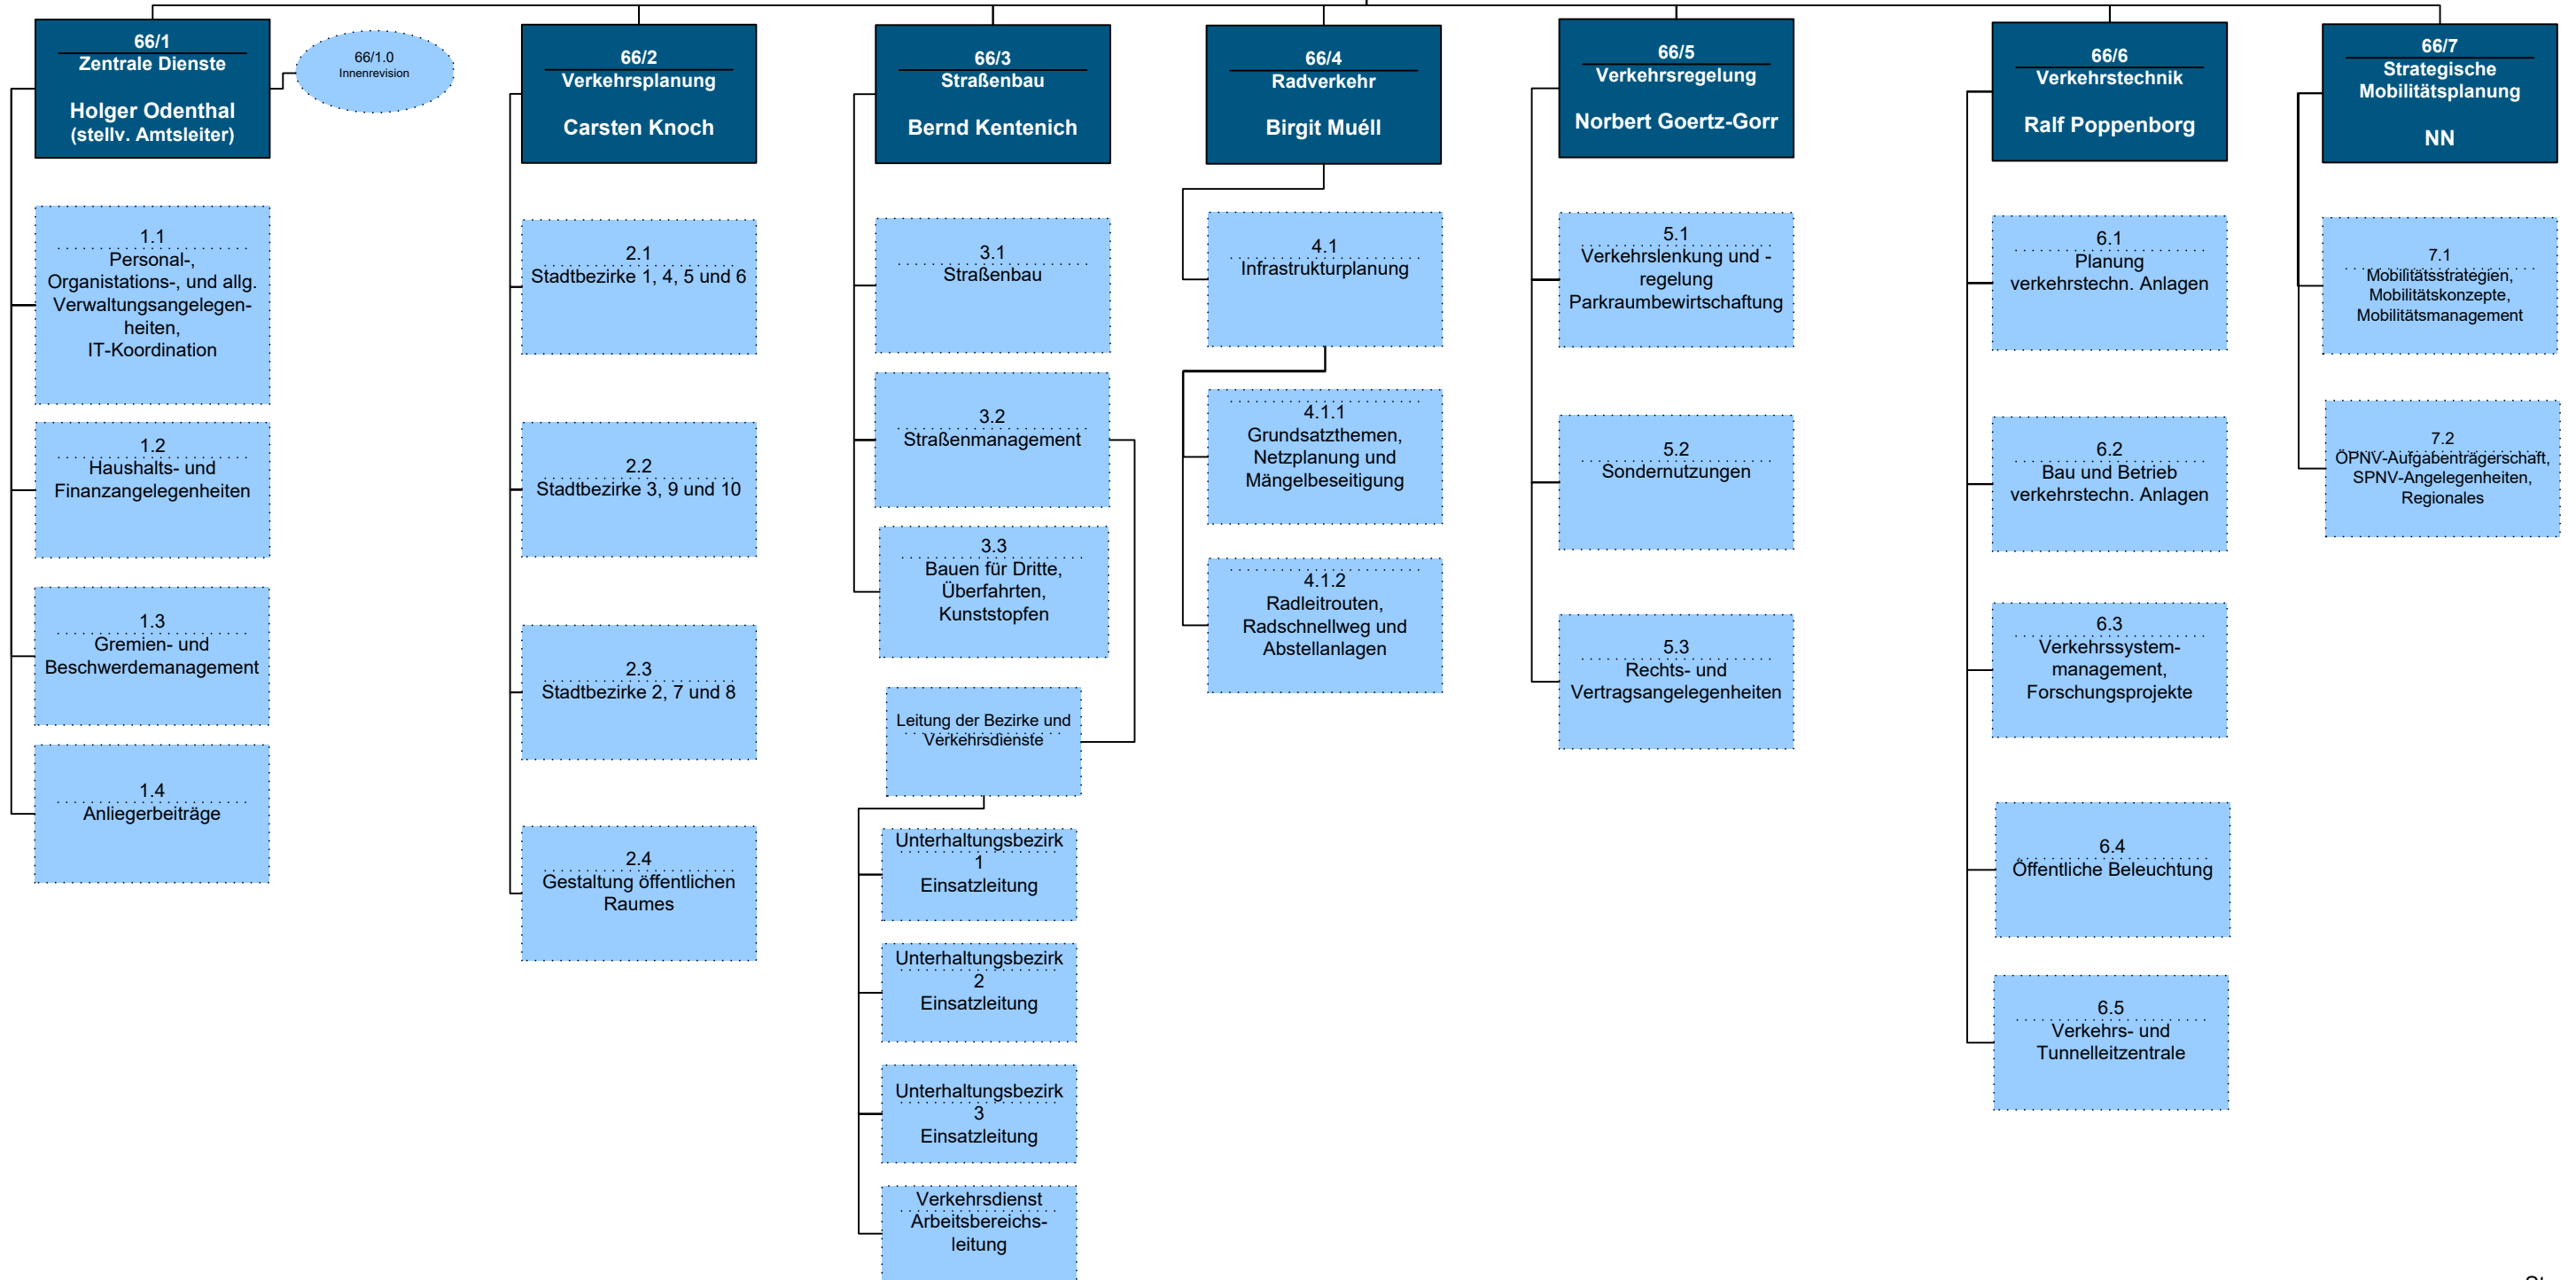 66/1
Zentrale Dienste
Holger Odenthal
(stellv. Amtsleiter)
66/1.0
Innenrevision
1.1
Personal-,
Organistations-, und allg.
Verwaltungsangelegen-
heiten,
IT-Koordination
1.2
Haushalts- und
Finanzangelegenheiten
1.3
Gremien- und
Beschwerdemanagement
1.4
Anliegerbeiträge
66/2
Verkehrsplanung
Carsten Knoch
2.1
Stadtbezirke 1, 4, 5 und 6
2.2
Stadtbezirke 3, 9 und 10
2.3
Stadtbezirke 2, 7 und 8
2.4
Gestaltung öffentlichen
Raumes
66/3
Straßenbau
Bernd Kentenich
3.1
Straßenbau
3.2
Straßenmanagement
3.3
Bauen für Dritte,
Überfahrten,
Kunststopfen
Leitung der Bezirke und
Verkehrsdienste
Unterhaltungsbezirk
1
Einsatzleitung
Unterhaltungsbezirk
2
Einsatzleitung
Unterhaltungsbezirk
3
Einsatzleitung
Verkehrsdienst
Arbeitsbereichs-
leitung
66/4
Radverkehr
Birgit Muéll
4.1
Infrastrukturplanung
4.1.1
Grundsatzthemen,
Netzplanung und
Mängelbeseitigung
4.1.2
Radleitrouten,
Radschnellweg und
Abstellanlagen
66/5
Verkehrsregelung
Norbert Goertz-Gorr
5.1
Verkehrslenkung und -
regelung
Parkraumbewirtschaftung
5.2
Sondernutzungen
5.3
Rechts- und
Vertragsangelegenheiten
66/6
Verkehrstechnik
Ralf Poppenborg
6.1
Planung
verkehrstechn. Anlagen
6.2
Bau und Betrieb
verkehrstechn. Anlagen
6.3
Verkehrssystem-
management,
Forschungsprojekte
6.4
Öffentliche Beleuchtung
6.5
Verkehrs- und
Tunnelleitzentrale
66/7
Strategische
Mobilitätsplanung
NN
7.1
Mobilitätsstrategien,
Mobilitätskonzepte,
Mobilitätsmanagement
7.2
ÖPNV-Aufgabenträgerschaft,
SPNV-Angelegenheiten,
Regionales